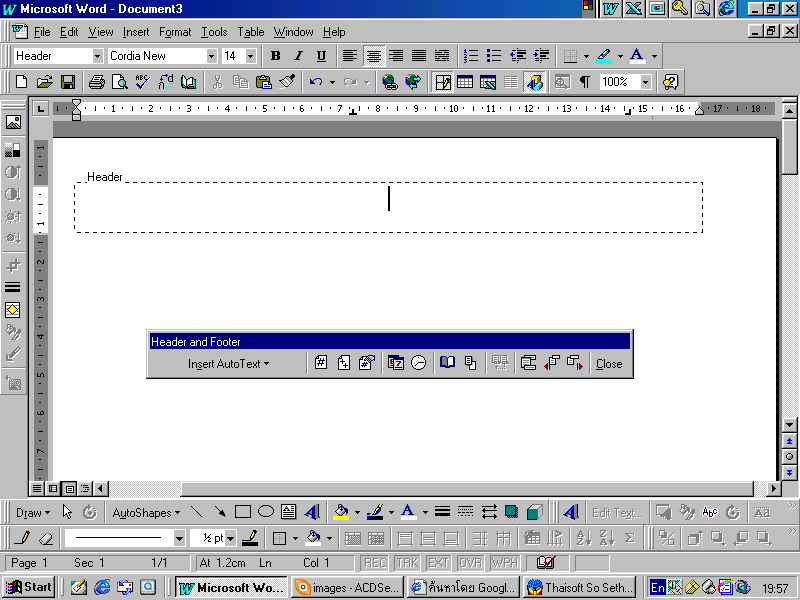 Microsoft Word - Document3
File Edit View Insert Format Tools Table Window Help
Header Cordia New 14 B I U
100%
1 1 2 3 4 5 6 7 8 9 10 11 12 13 14 15 16 17 18
Header
Header and Footer
Insert AutoText Close
Draw AutoShapes Edit Text... Abc
½ pt
Page 1 Sec 1 1/1 At 1.2cm Ln Col 1 REC TRK EXT OVR WPH
Start Microsoft Wo... images - ACDSe... ค้นหาโดย Googl... Thaisoft So Seth... En 19:57